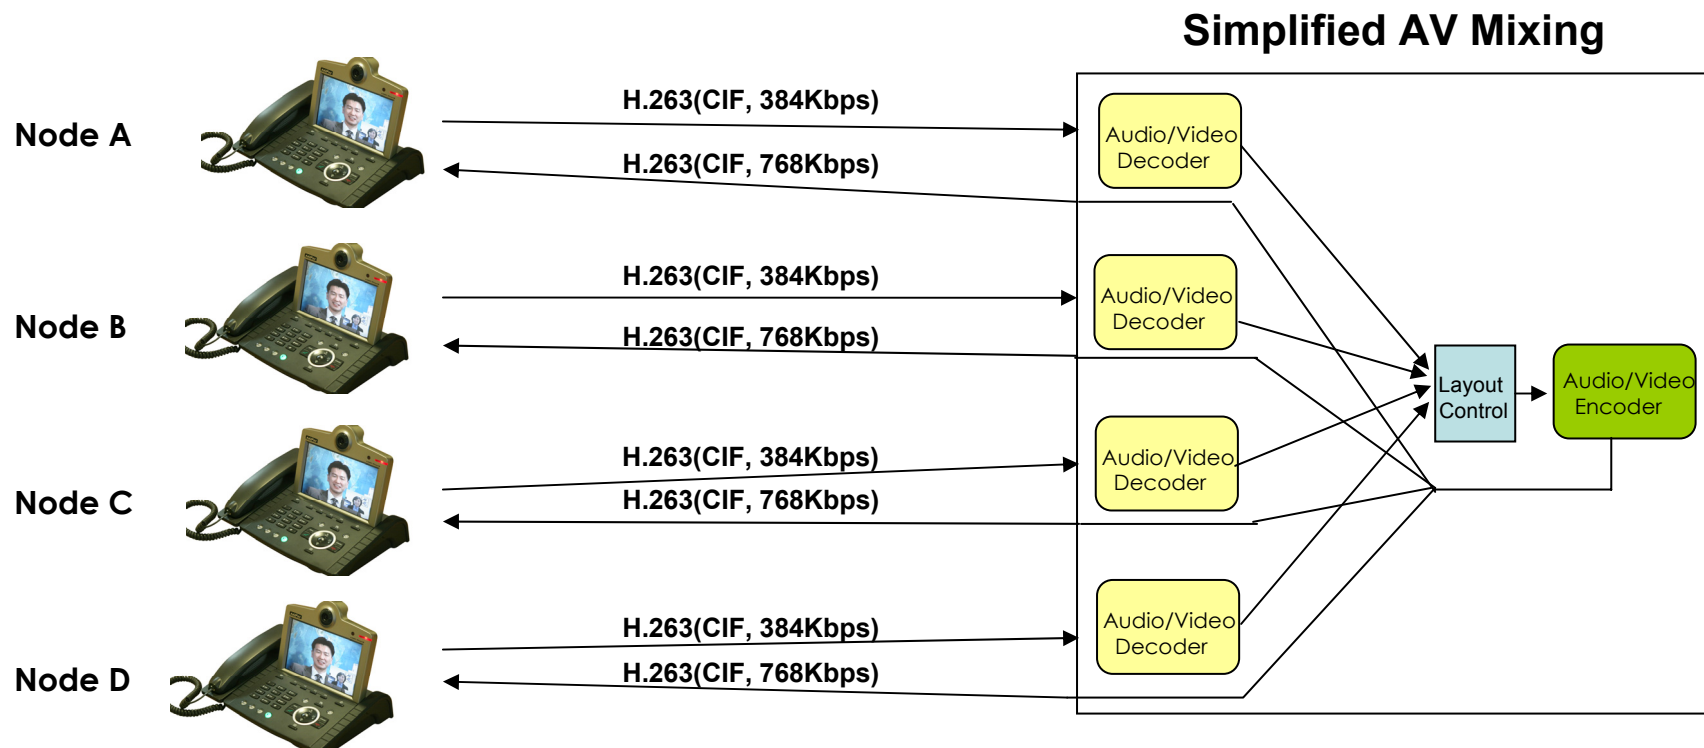 Simplified AV Mixing
Node A
H.263(CIF, 384Kbps)
H.263(CIF, 768Kbps)
Audio/Video
Decoder
Node B
H.263(CIF, 384Kbps)
H.263(CIF, 768Kbps)
Audio/Video
Decoder
Node C
H.263(CIF, 384Kbps)
H.263(CIF, 768Kbps)
Audio/Video
Decoder
Node D
H.263(CIF, 384Kbps)
H.263(CIF, 768Kbps)
Audio/Video
Decoder
Layout
Control
Audio/Video
Encoder